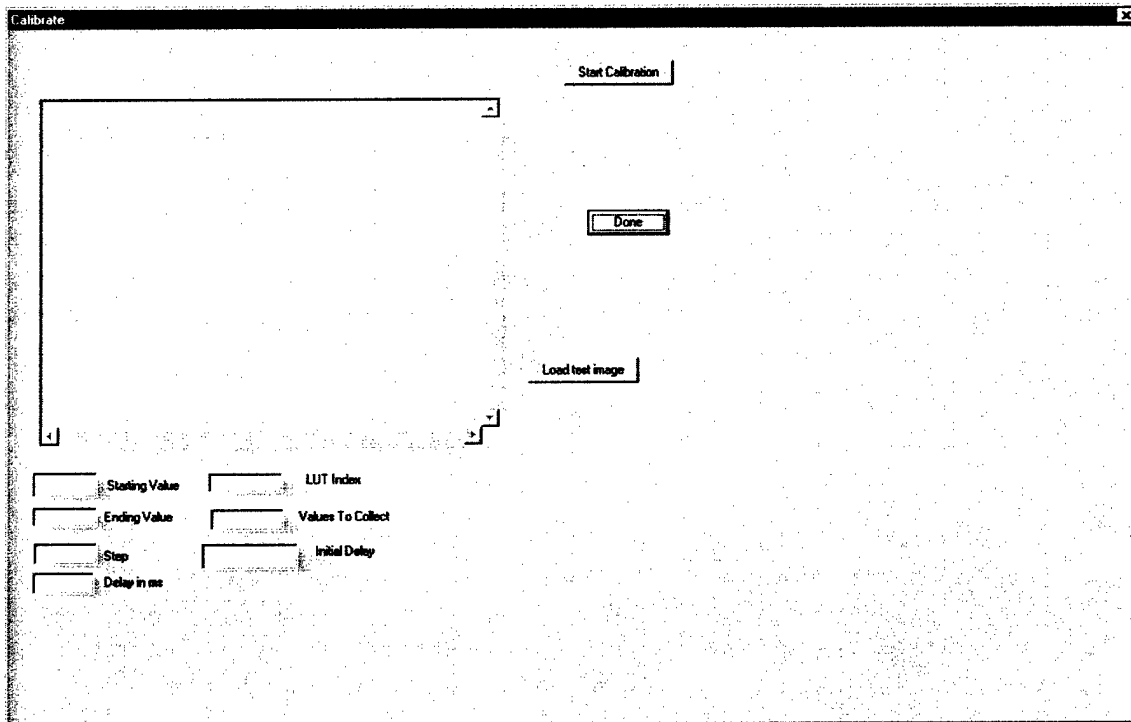 Calibrate
Start Calibration
Done
Load test image
Starting Value
LUT Index
Ending Value
Values To Collect
Step
Initial Delay
Delay in ms